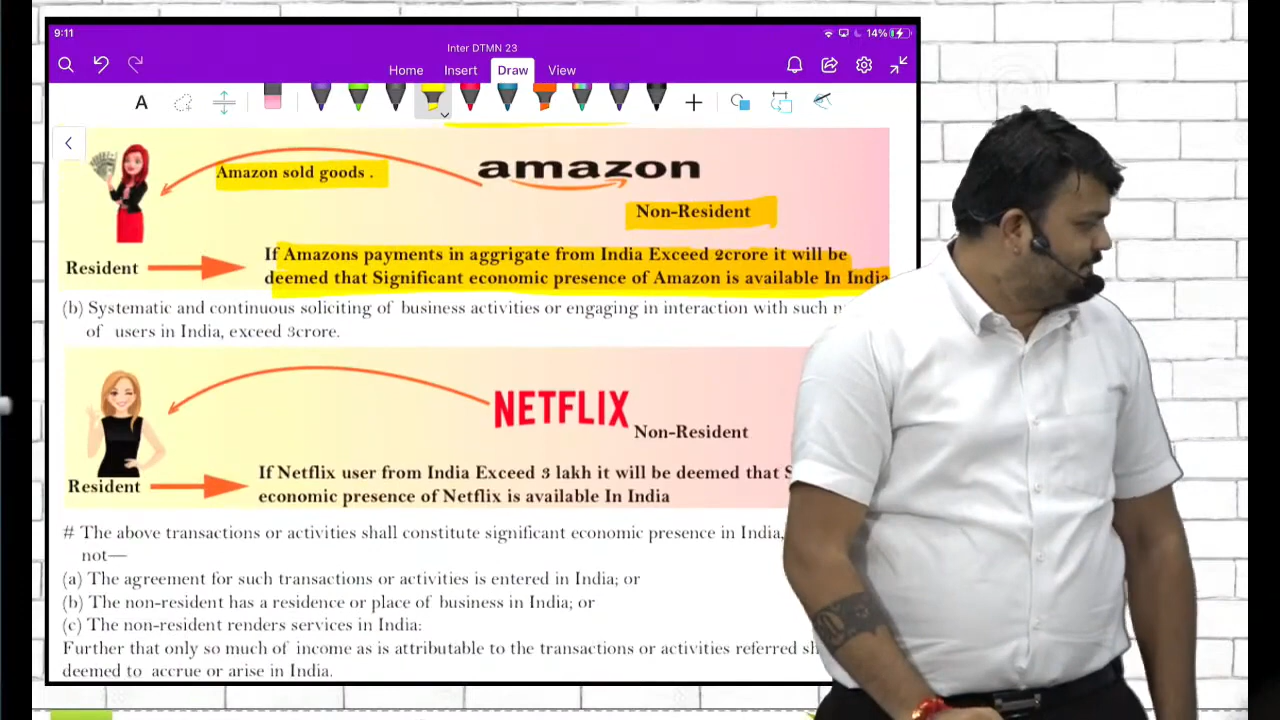 9:11
14%
Inter DTMN 23
Home Insert Draw View
A
amazon
Amazon sold goods .
Non-Resident
If Amazons payments in aggrigate from India Exceed 2crore it will be
Resident
deemed that Significant economic presence of Amazon is available In India
(b) Systematic and continuous soliciting of business activities or engaging in interaction with such
of users in India, exceed 3crore.
NETFLIX
Non-Resident
If Netflix user from India Exceed 3 lakh it will be deemed that
Resident
economic presence of Netflix is available In India
# The above transactions or activities shall constitute significant economic presence in India,
not—
(a) The agreement for such transactions or activities is entered in India; or
(b) The non-resident has a residence or place of business in India; or
(c) The non-resident renders services in India:
Further that only so much of income as is attributable to the transactions or activities referred
deemed to accrue or arise in India.